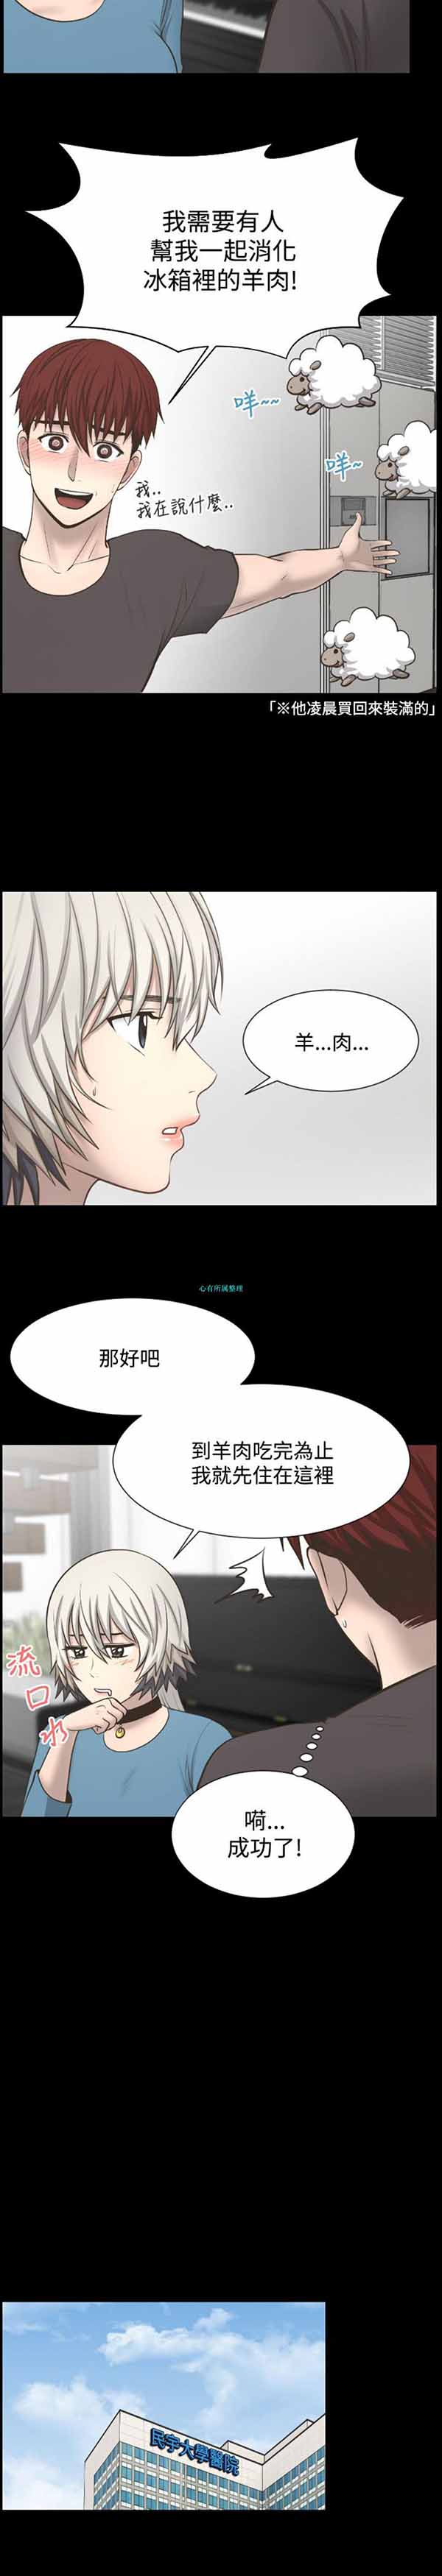 我需要有人
幫我一起消化
冰箱裡的羊肉!
咩~~
咩~
我..
我在說什麼..
「※他凌晨買回來裝滿的」
羊...肉...
心有所属整理
那好吧
到羊肉吃完為止
我就先住在這裡
流
口
水
嗬...
成功了!
民宇大學醫院